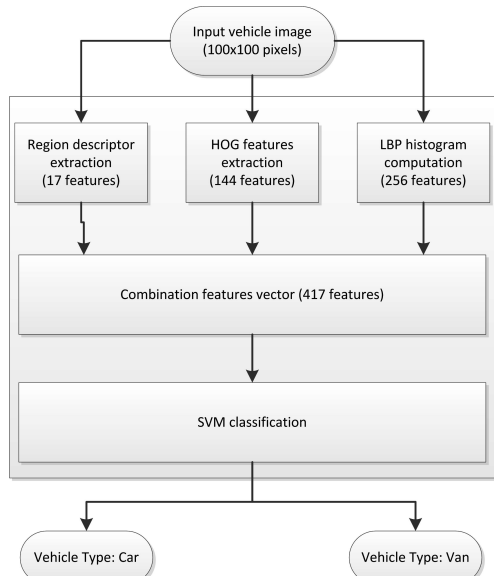 Input vehicle image
(100x100 pixels)
Region descriptor
extraction
(17 features)
HOG features
extraction
(144 features)
LBP histogram
computation
(256 features)
Combination features vector (417 features)
SVM classification
Vehicle Type: Car
Vehicle Type: Van